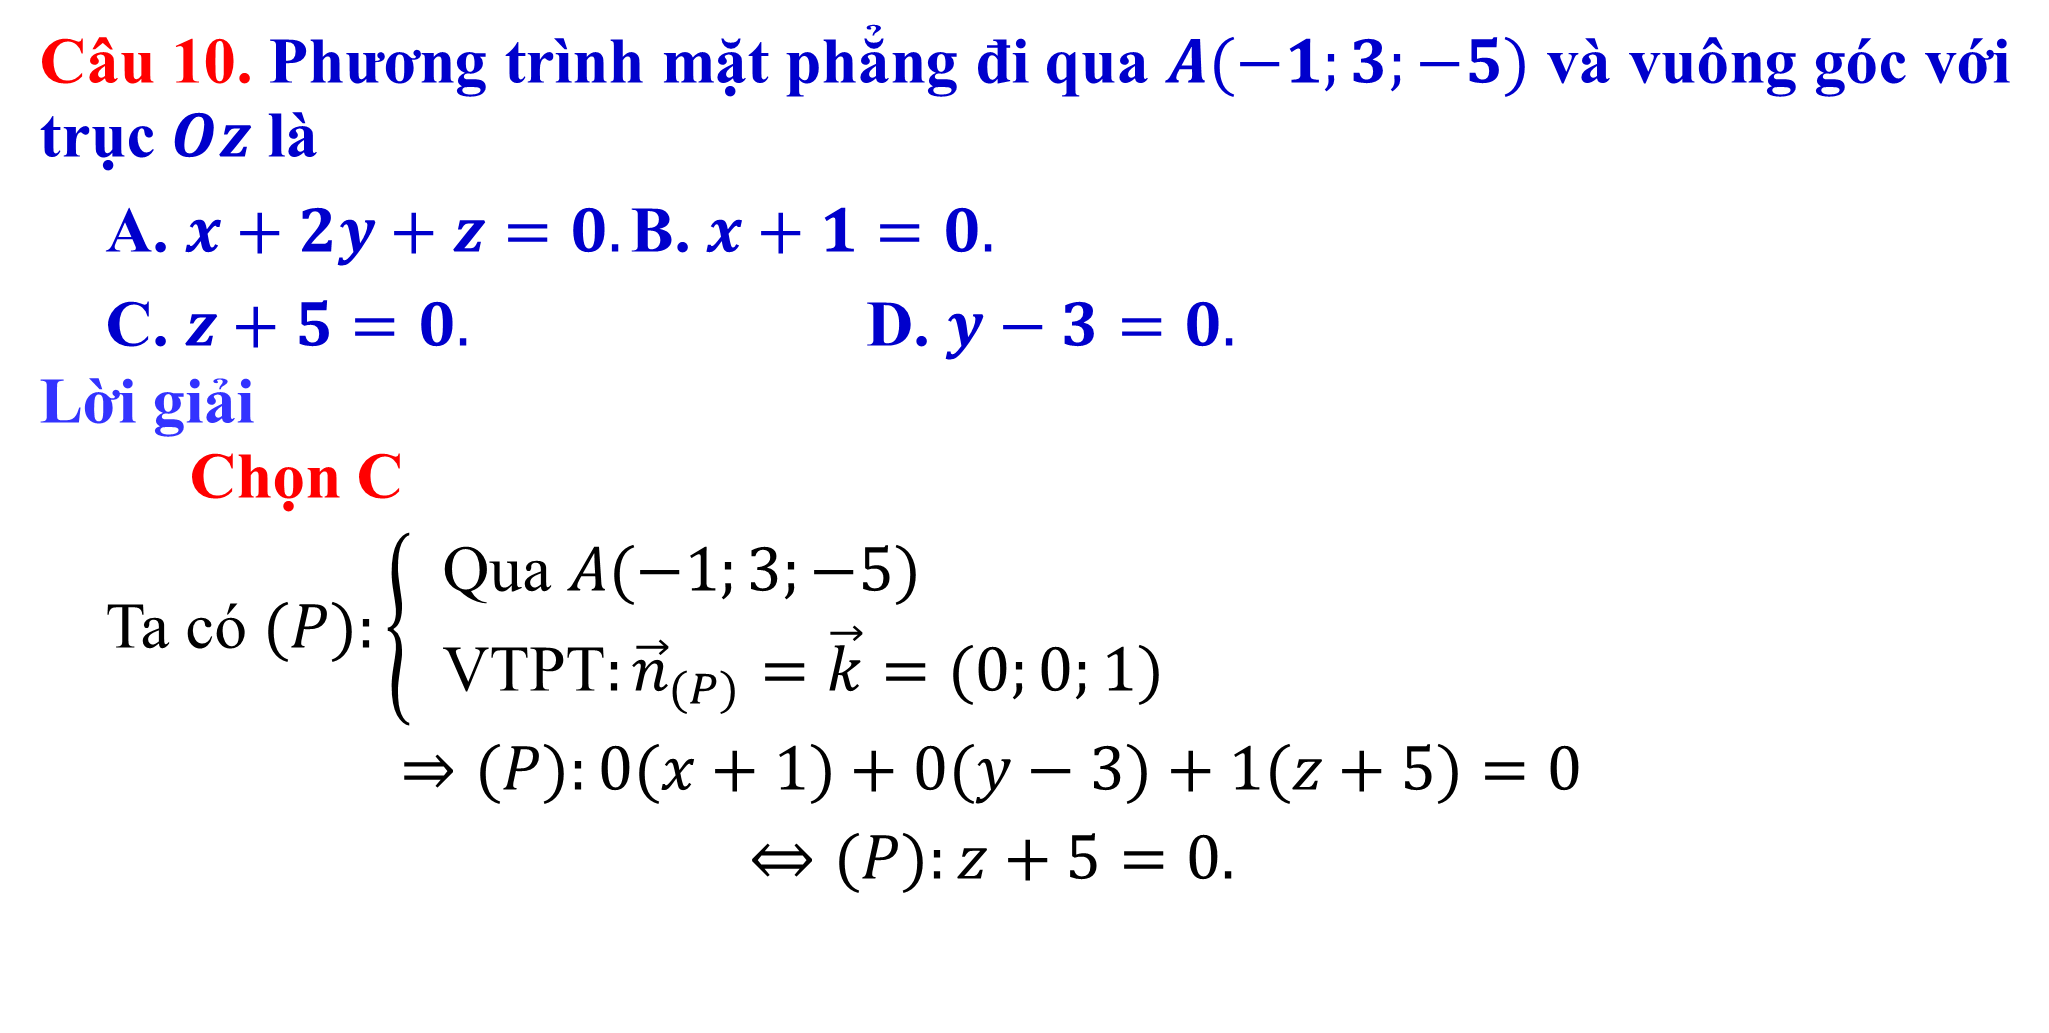 Câu 10. Phương trình mặt phẳng đi qua A(−1; 3; −5) và vuông góc với
trục Oz là
A. x + 2y + z = 0. B. x + 1 = 0.
C. z + 5 = 0. D. y − 3 = 0.
Lời giải
Chọn C
Ta có (P): { Qua A(−1; 3; −5)
VTPT: n⃗(P) = k⃗ = (0; 0; 1)
⇒ (P): 0(x + 1) + 0(y − 3) + 1(z + 5) = 0
⇔ (P): z + 5 = 0.